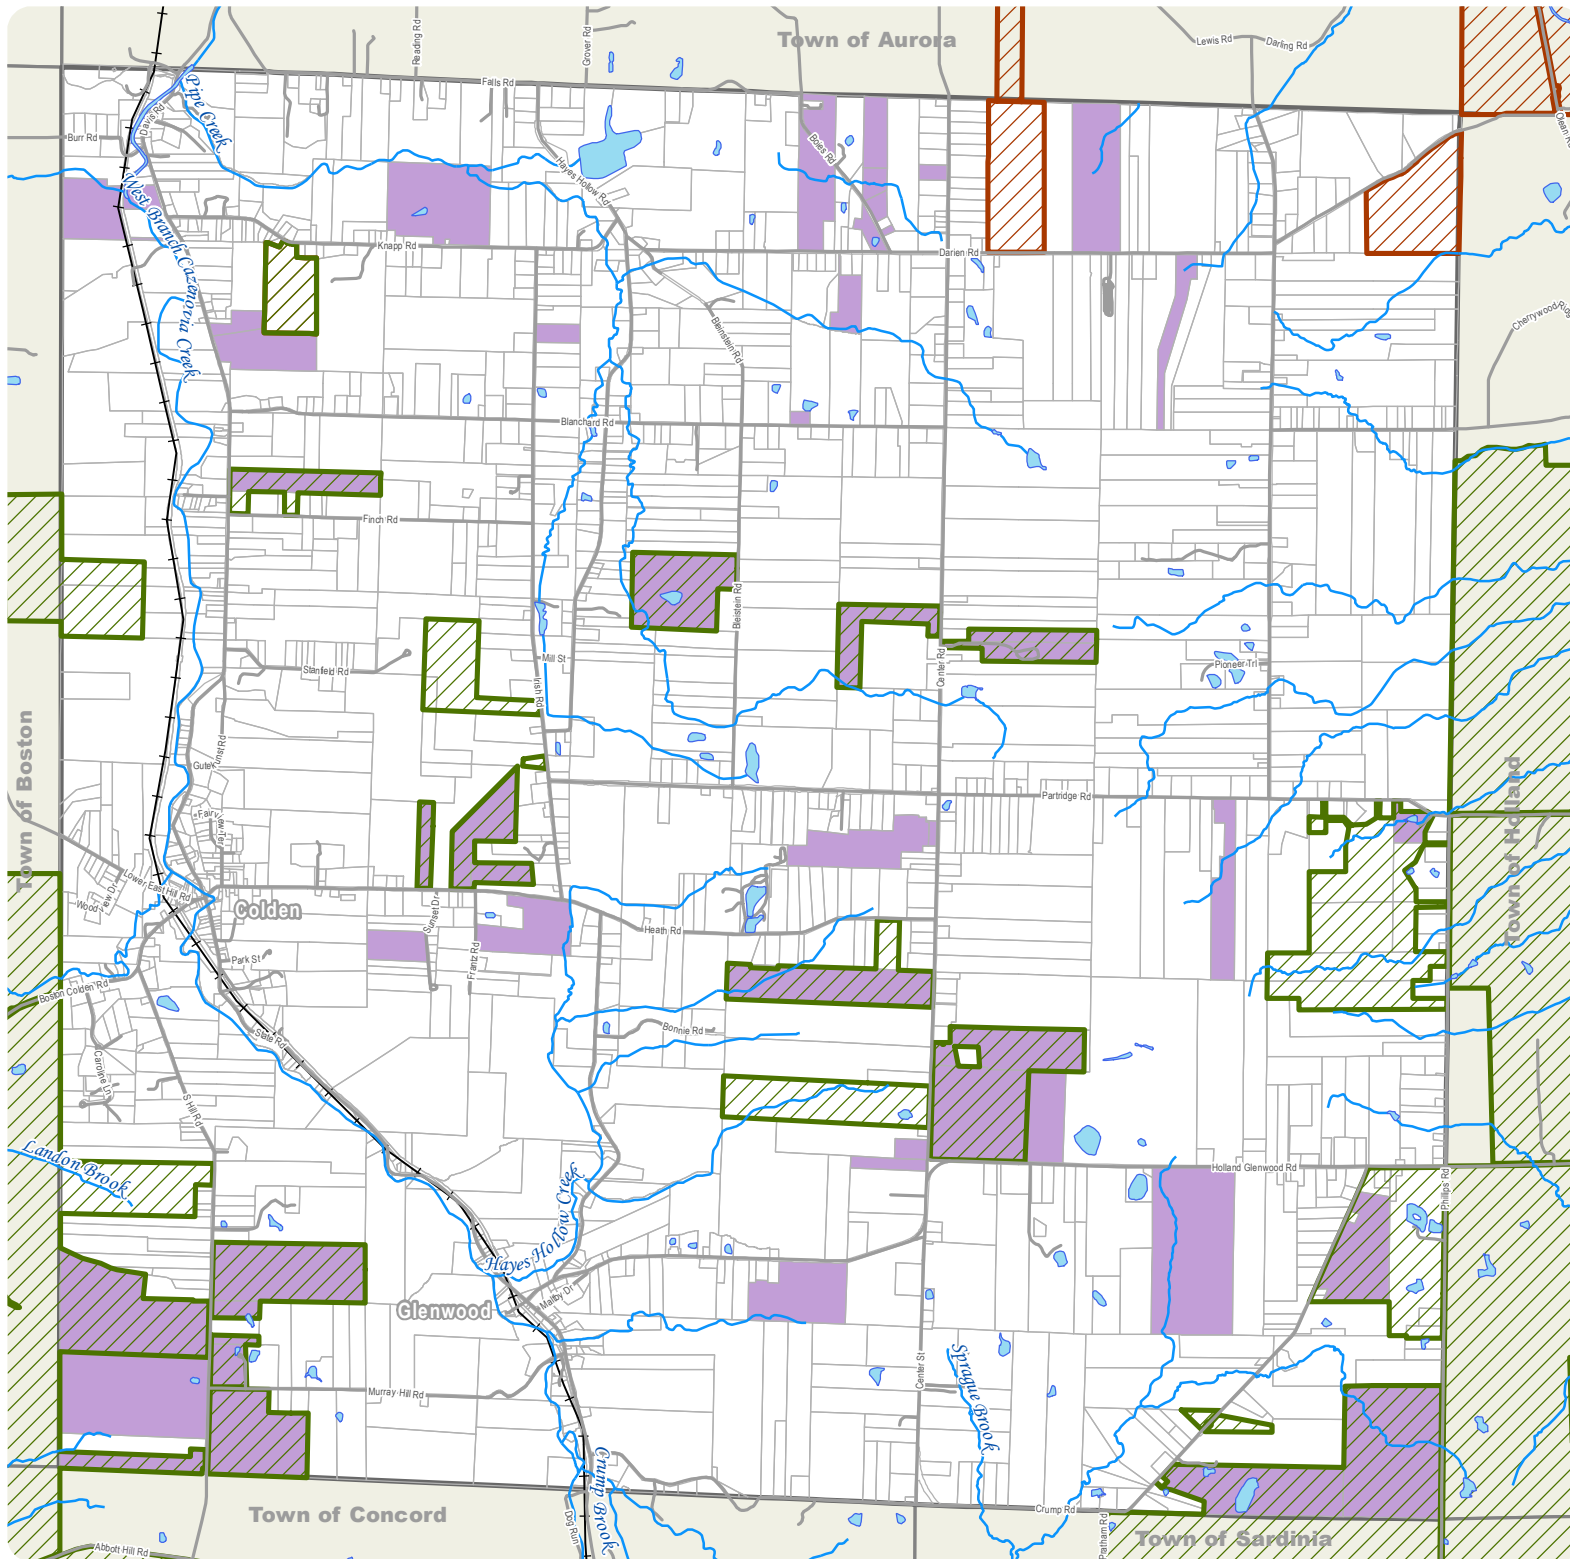 Town of Aurora
Reading Rd
Grover Rd
Lewis Rd
Darling Rd
Falls Rd
Olean Rd
Burr Rd
Davis Rd
Pipe Creek
Boies Rd
Hayes Hollow Rd
West Branch Cazenovia Creek
Knapp Rd
Darien Rd
Cherrywood Ridge
Bleinstein Rd
Blanchard Rd
Finch Rd
Bleistein Rd
Mill St
Irish Rd
Center Rd
Pioneer Trl
Stanfield Rd
Town of Boston
Town of Holland
Partridge Rd
Lower East Hill Rd
Colden
Sunset Dr
Frantz Rd
Heath Rd
Park St
Boston Colden Rd
State Rd
Bonnie Rd
Caroline Ln
S Hill Rd
Landon Brook
Holland Glenwood Rd
Phillips Rd
Hayes Hollow Creek
Glenwood
Maltby Dr
Center St
Sprague Brook
Murray Hill Rd
Crump Brook
Crump Rd
Town of Concord
Dog Run
Pratham Rd
Town of Sardinia
Abbott Hill Rd